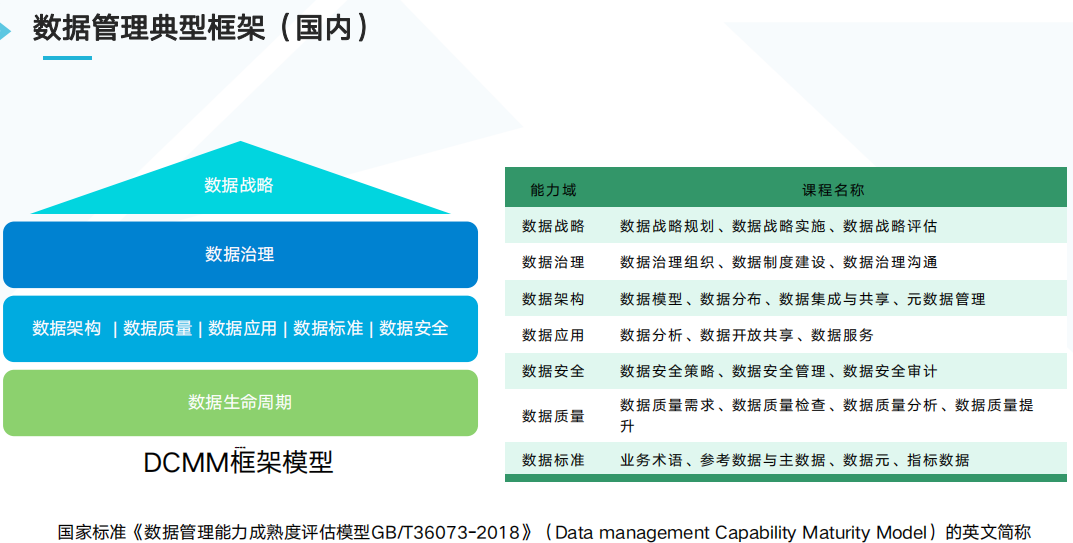 数据管理典型框架（国内）
数据战略
数据治理
数据架构 | 数据质量 | 数据应用 | 数据标准 | 数据安全
数据生命周期
DCMM框架模型
能力域 课程名称
数据战略 数据战略规划、数据战略实施、数据战略评估
数据治理 数据治理组织、数据制度建设、数据治理沟通
数据架构 数据模型、数据分布、数据集成与共享、元数据管理
数据应用 数据分析、数据开放共享、数据服务
数据安全 数据安全策略、数据安全管理、数据安全审计
数据质量 数据质量需求、数据质量检查、数据质量分析、数据质量提
升
数据标准 业务术语、参考数据与主数据、数据元、指标数据
国家标准《数据管理能力成熟度评估模型GB/T36073-2018》（Data management Capability Maturity Model）的英文简称